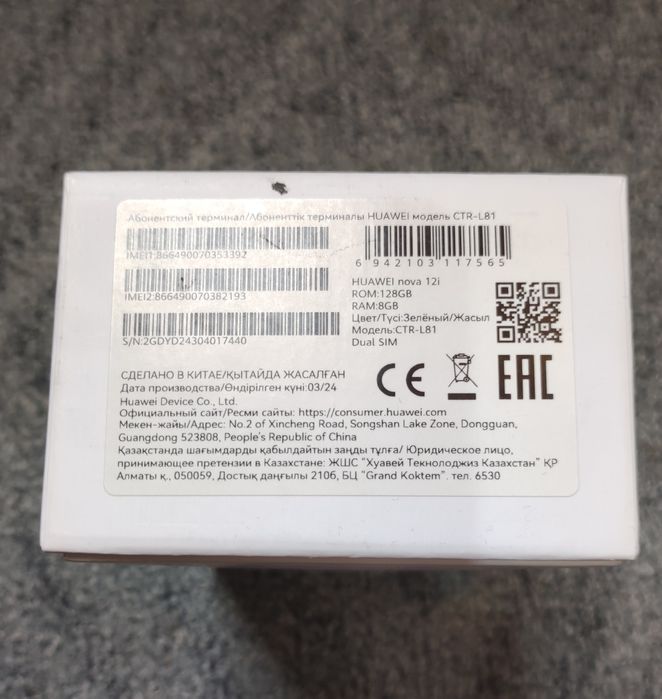 Абонентский терминал/Абоненттік терминалы HUAWEI модель CTR-L81
IMEI1:866490070353392
IMEI2:866490070382193
S/N:2GDYD24304017440
6 942103 117565
HUAWEI nova 12i
ROM:128GB
RAM:8GB
Цвет/Түсі:Зелёный/Жасыл
Модель:CTR-L81
Dual SIM
CE
EAC
СДЕЛАНО В КИТАЕ/ҚЫТАЙДА ЖАСАЛҒАН
Дата производства/Өндірілген күні:03/24
Huawei Device Co., Ltd.
Официальный сайт/Ресми сайты: https://consumer.huawei.com
Мекен-жайы/Адрес: No.2 of Xincheng Road, Songshan Lake Zone, Dongguan,
Guangdong 523808, People's Republic of China
Қазақстанда шағымдарды қабылдайтын заңды тұлға/ Юридическое лицо,
принимающее претензии в Казахстане: ЖШС "Хуавей Текнолоджиз Казахстан" ҚР
Алматы қ., 050059, Достық даңғылы 210б, БЦ "Grand Koktem". тел. 6530